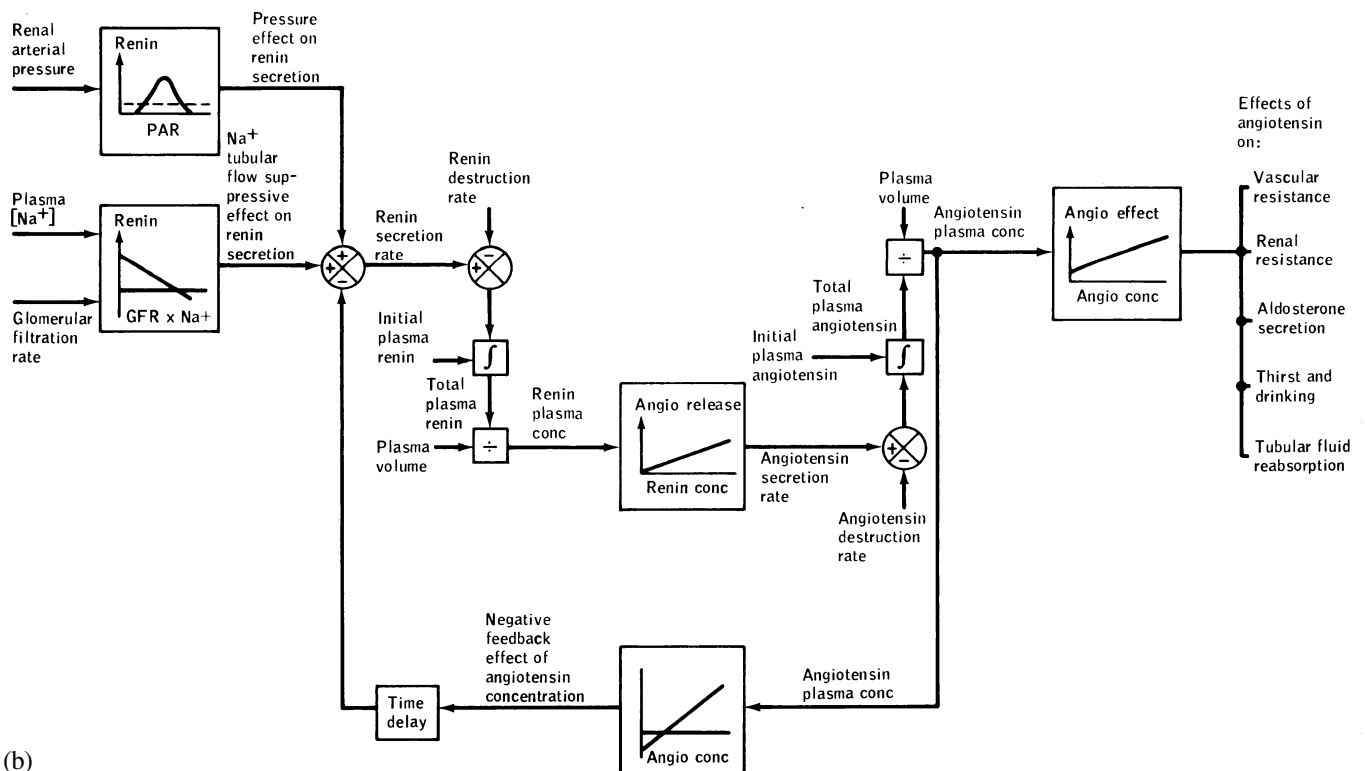 Renal
arterial
pressure
Renin
PAR
Pressure
effect on
renin
secretion
Plasma
[Na+]
Glomerular
filtration
rate
Renin
GFR x Na+
Na+
tubular
flow sup-
pressive
effect on
renin
secretion
+
+
-
Renin
secretion
rate
Renin
destruction
rate
-
+
Initial
plasma
renin
∫
Total
plasma
renin
Plasma
volume
÷
Renin
plasma
conc
Angio release
Renin conc
Angiotensin
secretion
rate
+
-
Angiotensin
destruction
rate
Initial
plasma
angiotensin
∫
Total
plasma
angiotensin
Plasma
volume
÷
Angiotensin
plasma conc
Angio effect
Angio conc
Effects of
angiotensin
on:
Vascular
resistance
Renal
resistance
Aldosterone
secretion
Thirst and
drinking
Tubular fluid
reabsorption
Angiotensin
plasma conc
Angio conc
Negative
feedback
effect of
angiotensin
concentration
Time
delay
(b)